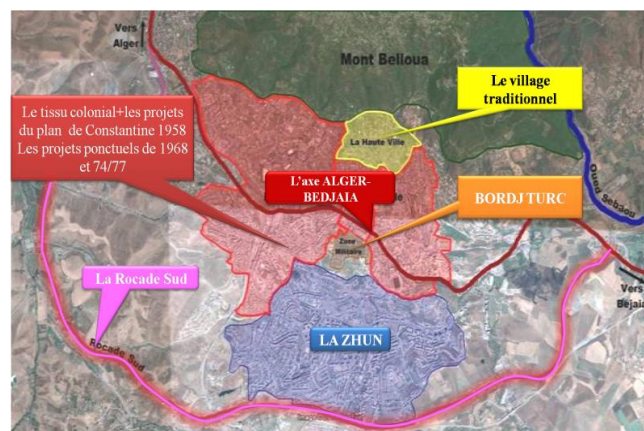 Vers
Alger
Mont Belloua
Le village
traditionnel
Le tissu colonial+les projets
du plan de Constantine 1958
Les projets ponctuels de 1968
et 74/77
La Haute Ville
L'axe ALGER-
BEDJAIA
BORDJ TURC
Zone
Militaire
La Rocade Sud
Rocade Sud
LA ZHUN
Vers
Bejaia